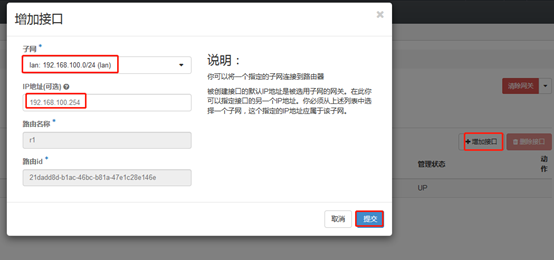 增加接口
×
子网 *
lan: 192.168.100.0/24 (lan)
IP地址(可选)
192.168.100.254
路由名称 *
r1
路由id *
21dadd8d-b1ac-46bc-b81a-47e1c28e146e
说明：
你可以将一个指定的子网连接到路由器
被创建接口的默认IP地址是被选用子网的网关。在此你
可以指定接口的另一个IP地址。你必须从上述列表中选
择一个子网，这个指定的IP地址应属于该子网。
取消
提交
清除网关
+增加接口
删除接口
管理状态
动
作
UP